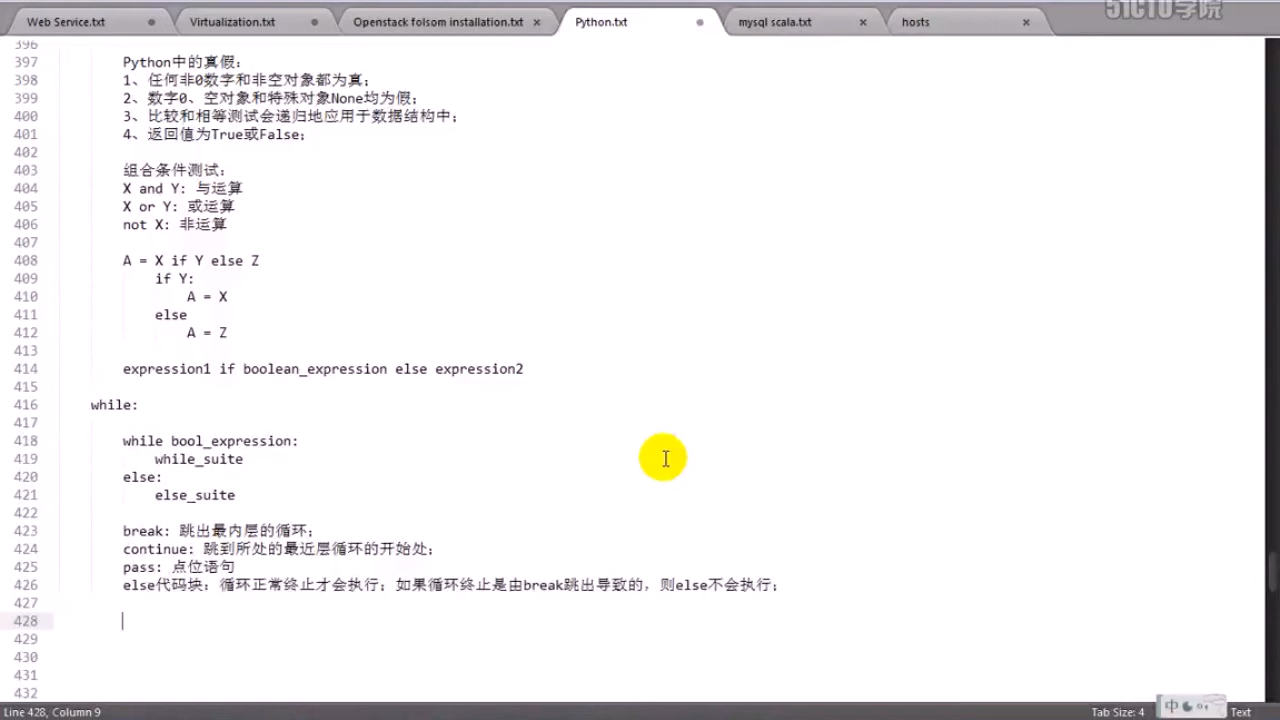 51CTO学院
Web Service.txt
Virtualization.txt
Openstack folsom installation.txt
Python.txt
mysql scala.txt
hosts
396
397 Python中的真假:
398 1、任何非0数字和非空对象都为真;
399 2、数字0、空对象和特殊对象None均为假;
400 3、比较和相等测试会递归地应用于数据结构中;
401 4、返回值为True或False;
402
403 组合条件测试:
404 X and Y: 与运算
405 X or Y: 或运算
406 not X: 非运算
407
408 A = X if Y else Z
409 if Y:
410 A = X
411 else
412 A = Z
413
414 expression1 if boolean_expression else expression2
415
416 while:
417
418 while bool_expression:
419 while_suite
420 else:
421 else_suite
422
423 break: 跳出最内层的循环;
424 continue: 跳到所处的最近层循环的开始处;
425 pass: 点位语句
426 else代码块: 循环正常终止才会执行; 如果循环终止是由break跳出导致的, 则else不会执行;
427
428
429
430
431
432
Line 428, Column 9
Tab Size: 4
中
Text